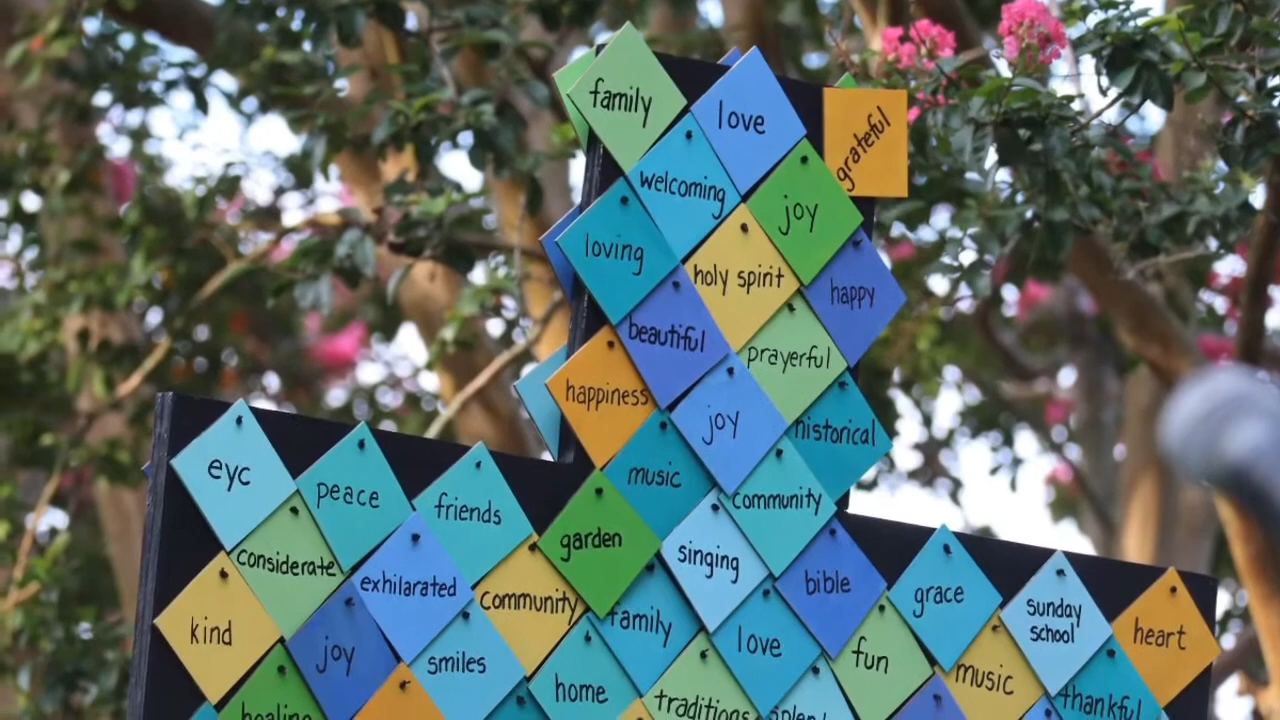 family
love
grateful
welcoming
joy
loving
holy spirit
happy
beautiful
prayerful
happiness
joy
historical
eyc
peace
music
friends
community
garden
considerate
singing
exhilarated
bible
community
grace
kind
family
sunday
school
heart
joy
smiles
love
fun
home
music
traditions
thankful
healing